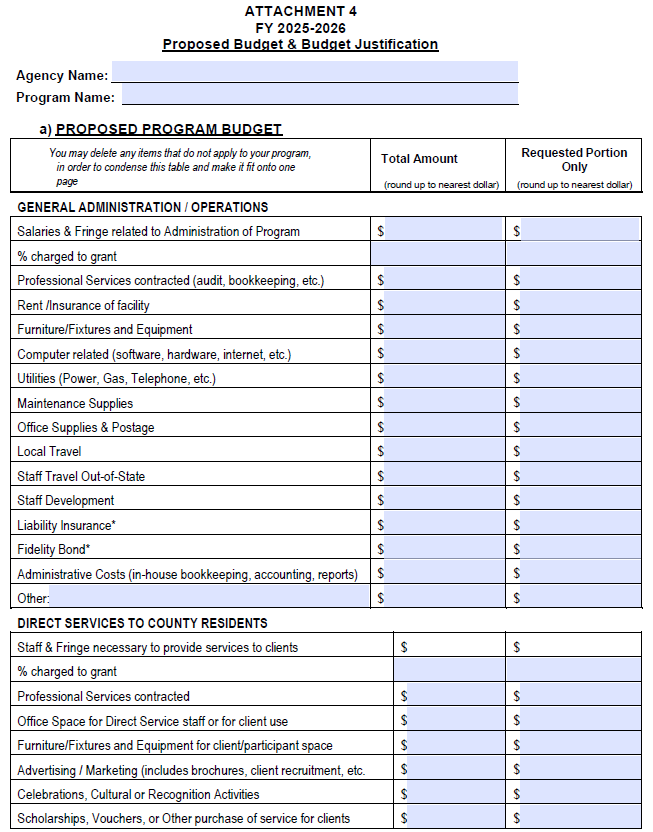 ATTACHMENT 4
FY 2025-2026
Proposed Budget & Budget Justification
Agency Name:
Program Name:
a) PROPOSED PROGRAM BUDGET
You may delete any items that do not apply to your program,
in order to condense this table and make it fit onto one
page
Total Amount
(round up to nearest dollar)
Requested Portion
Only
(round up to nearest dollar)
GENERAL ADMINISTRATION / OPERATIONS
Salaries & Fringe related to Administration of Program $ $
% charged to grant
Professional Services contracted (audit, bookkeeping, etc.) $ $
Rent /Insurance of facility $ $
Furniture/Fixtures and Equipment $ $
Computer related (software, hardware, internet, etc.) $ $
Utilities (Power, Gas, Telephone, etc.) $ $
Maintenance Supplies $ $
Office Supplies & Postage $ $
Local Travel $ $
Staff Travel Out-of-State $ $
Staff Development $ $
Liability Insurance* $ $
Fidelity Bond* $ $
Administrative Costs (in-house bookkeeping, accounting, reports) $ $
Other: $ $
DIRECT SERVICES TO COUNTY RESIDENTS
Staff & Fringe necessary to provide services to clients $ $
% charged to grant
Professional Services contracted $ $
Office Space for Direct Service staff or for client use $ $
Furniture/Fixtures and Equipment for client/participant space $ $
Advertising / Marketing (includes brochures, client recruitment, etc. $ $
Celebrations, Cultural or Recognition Activities $ $
Scholarships, Vouchers, or Other purchase of service for clients $ $